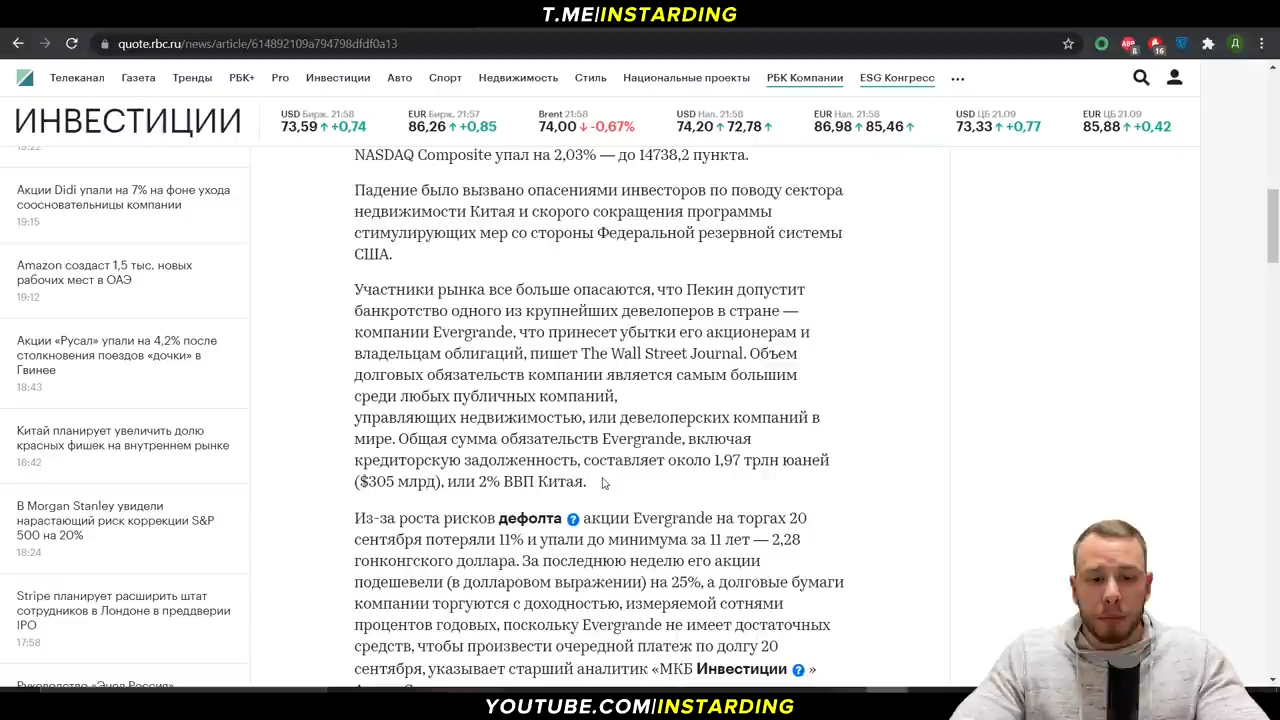 T.ME|INSTARDING
quote.rbc.ru/news/article/614892109a794798dfdf0a13
8
16
Д
Телеканал Газета Тренды РБК+ Pro Инвестиции Авто Спорт Недвижимость Стиль Национальные проекты РБК Компании ESG Конгресс •••
ИНВЕСТИЦИИ
USD Бирж. 21:58 EUR Бирж. 21:57 Brent 21:58 USD Нал. 21:58 EUR Нал. 21:58 USD ЦБ 21.09 EUR ЦБ 21.09
73,59 +0,74 86,26 +0,85 74,00 -0,67% 74,20 72,78 86,98 85,46 73,33 +0,77 85,88 +0,42
19:22
Акции Didi упали на 7% на фоне ухода
соосновательницы компании
19:15
Amazon создаст 1,5 тыс. новых
рабочих мест в ОАЭ
19:12
Акции «Русал» упали на 4,2% после
столкновения поездов «дочки» в
Гвинее
18:43
Китай планирует увеличить долю
красных фишек на внутреннем рынке
18:42
В Morgan Stanley увидели
нарастающий риск коррекции S&P
500 на 20%
18:24
Stripe планирует расширить штат
сотрудников в Лондоне в преддверии
IPO
17:58
NASDAQ Composite упал на 2,03% — до 14738,2 пункта.
Падение было вызвано опасениями инвесторов по поводу сектора
недвижимости Китая и скорого сокращения программы
стимулирующих мер со стороны Федеральной резервной системы
США.
Участники рынка все больше опасаются, что Пекин допустит
банкротство одного из крупнейших девелоперов в стране —
компании Evergrande, что принесет убытки его акционерам и
владельцам облигаций, пишет The Wall Street Journal. Объем
долговых обязательств компании является самым большим
среди любых публичных компаний,
управляющих недвижимостью, или девелоперских компаний в
мире. Общая сумма обязательств Evergrande, включая
кредиторскую задолженность, составляет около 1,97 трлн юаней
($305 млрд), или 2% ВВП Китая.
Из-за роста рисков дефолта ? акции Evergrande на торгах 20
сентября потеряли 11% и упали до минимума за 11 лет — 2,28
гонконгского доллара. За последнюю неделю его акции
подешевели (в долларовом выражении) на 25%, а долговые бумаги
компании торгуются с доходностью, измеряемой сотнями
процентов годовых, поскольку Evergrande не имеет достаточных
средств, чтобы произвести очередной платеж по долгу 20
сентября, указывает старший аналитик «МКБ Инвестиции ? »
YOUTUBE.COM|INSTARDING